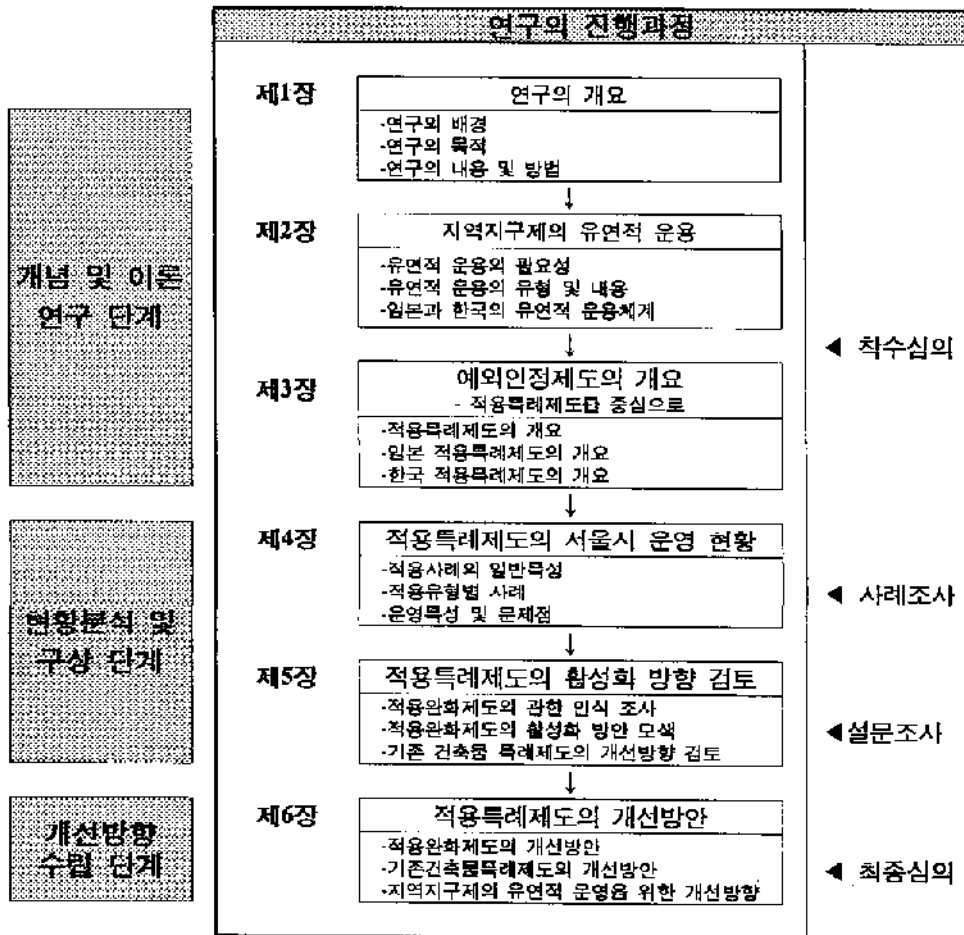 연구의 진행과정
개념 및 이론
연구 단계
제1장
연구의 개요
-연구의 배경
-연구의 목적
-연구의 내용 및 방법
↓
제2장
지역지구제의 유연적 운용
-유연적 운용의 필요성
-유연적 운용의 유형 및 내용
-일본과 한국의 유연적 운용체계
↓
◀ 착수심의
제3장
예외인정제도의 개요
- 적용특례제도를 중심으로
-적용특례제도의 개요
-일본 적용특례제도의 개요
-한국 적용특례제도의 개요
↓
현황분석 및
구상 단계
제4장
적용특례제도의 서울시 운영 현황
-적용사례의 일반특성
-적용유형별 사례
-운영특성 및 문제점
◀ 사례조사
↓
제5장
적용특례제도의 활성화 방향 검토
-적용완화제도의 관한 인식 조사
-적용완화제도의 활성화 방안 모색
-기존 건축물 특례제도의 개선방향 검토
◀설문조사
↓
개선방향
수립 단계
제6장
적용특례제도의 개선방안
-적용완화제도의 개선방안
-기존건축물특례제도의 개선방안
-지역지구제의 유연적 운영을 위한 개선방향
◀ 최종심의